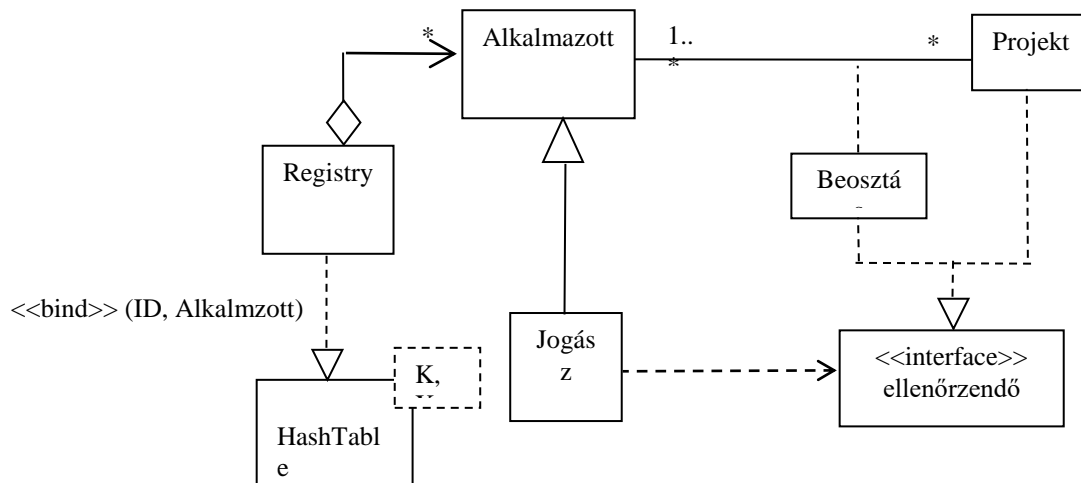 Alkalmazott
1..
*
*
Projekt
*
Registry
Beosztá
<<bind>> (ID, Alkalmzott)
Jogás
z
<<interface>>
ellenőrzendő
K,
HashTabl
e